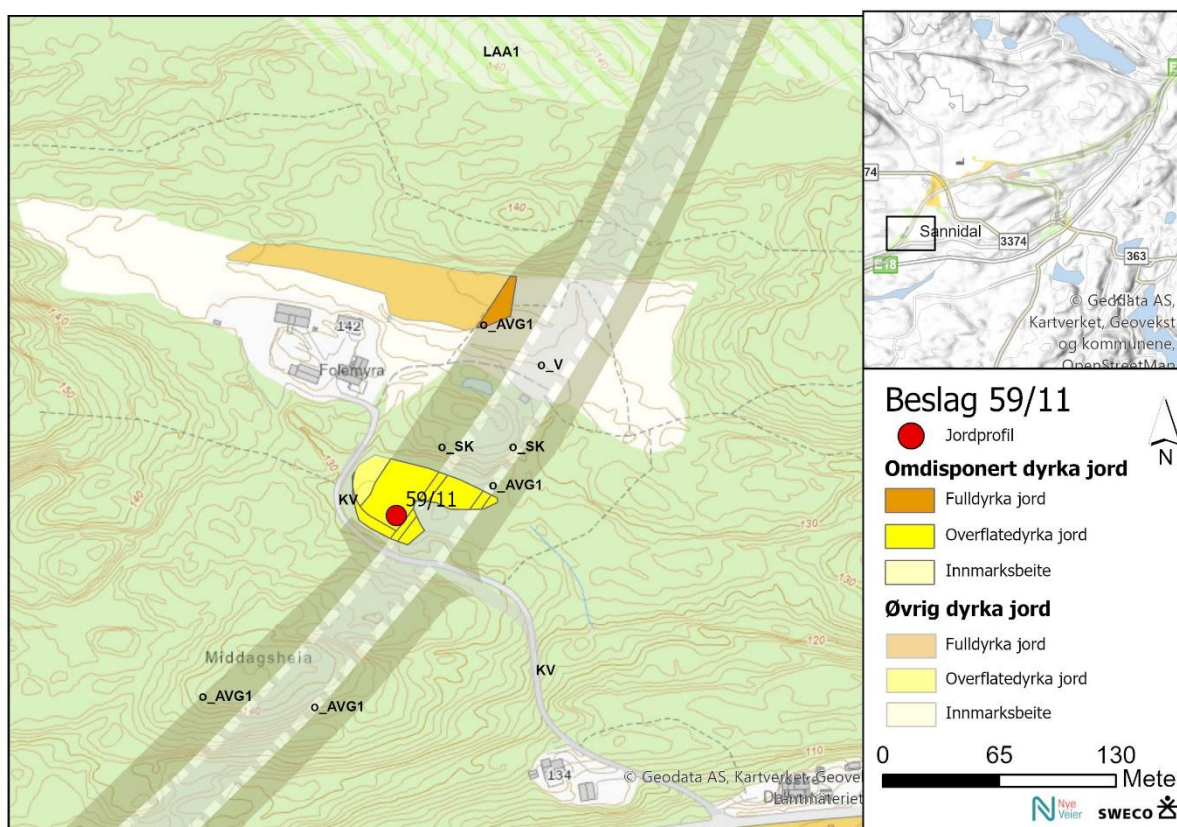 LAA1
140
140
140
140
o_AVG1
142
Folemyra
o_V
150
130
o_SK
o_SK
o_AVG1
KV
59/11
130
130
140
120
Middagsheia
KV
o_AVG1
140
o_AVG1
110
134
© Geodata AS, Kartverket, Geove
Lantmäteriet
74
Sannidal
3374
E18
363
© Geodata AS,
Kartverket, Geovekst
og kommunene,
OpenStreetMap
Beslag 59/11
Jordprofil
N
Omdisponert dyrka jord
Fulldyrka jord
Overflatedyrka jord
Innmarksbeite
Øvrig dyrka jord
Fulldyrka jord
Overflatedyrka jord
Innmarksbeite
0 65 130
Mete
Nye
Veier
SWECO